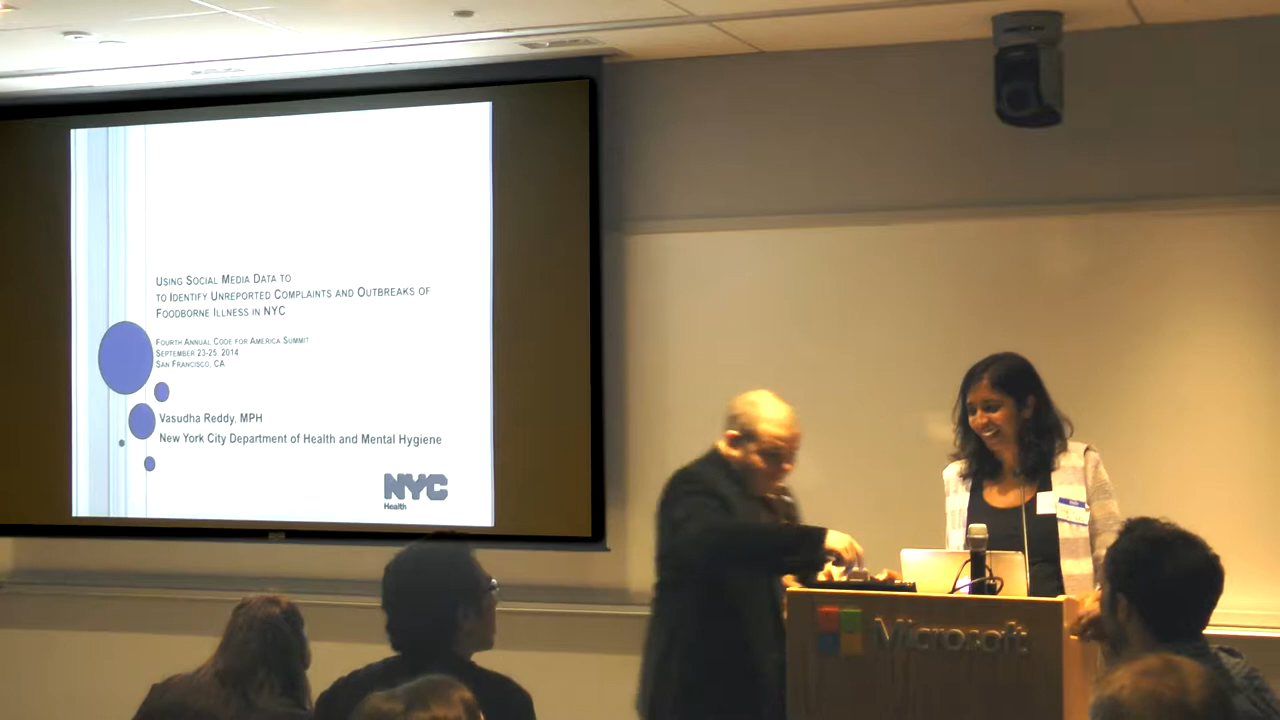 USING SOCIAL MEDIA DATA TO
TO IDENTIFY UNREPORTED COMPLAINTS AND OUTBREAKS OF
FOODBORNE ILLNESS IN NYC
FOURTH ANNUAL CODE FOR AMERICA SUMMIT
SEPTEMBER 23-25, 2014
SAN FRANCISCO, CA
Vasudha Reddy, MPH
New York City Department of Health and Mental Hygiene
NYC
Health
Microsoft